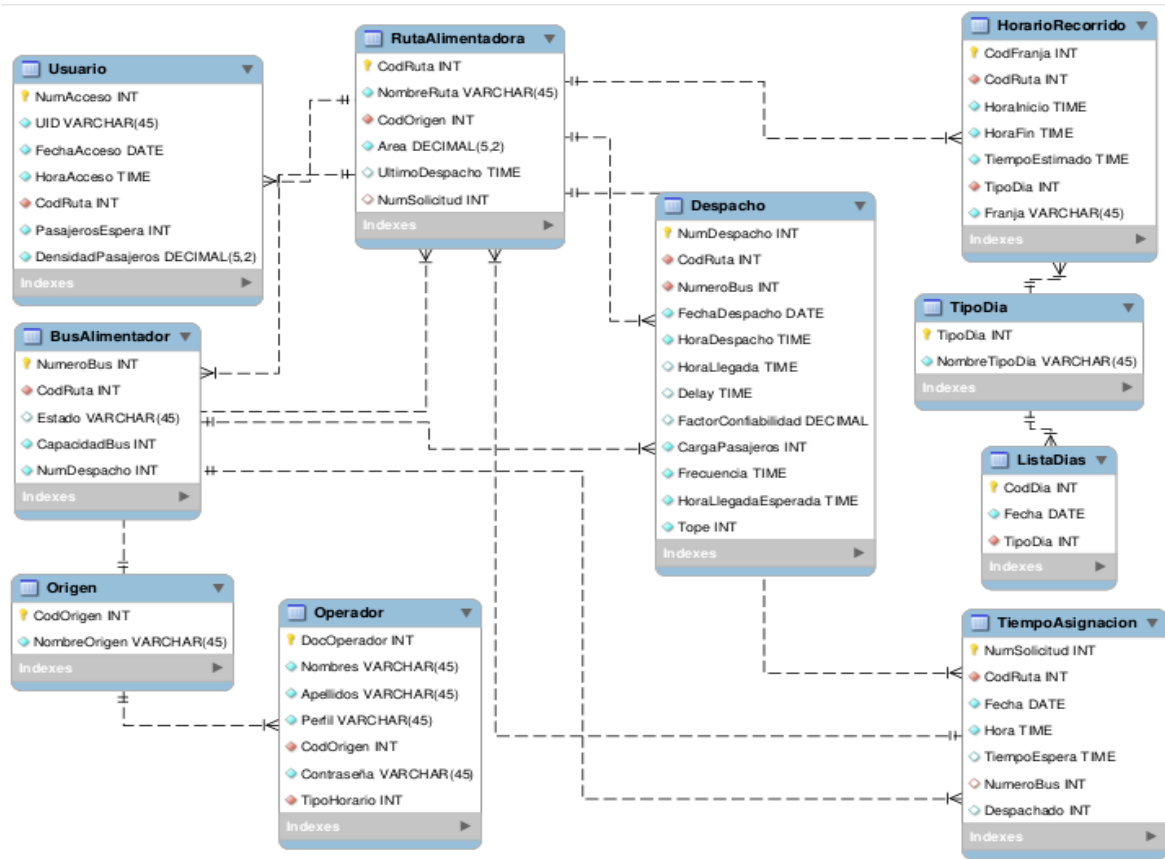 Usuario
NumAcceso INT
UID VARCHAR(45)
FechaAcceso DATE
HoraAcceso TIME
CodRuta INT
PasajerosEspera INT
DensidadPasajeros DECIMAL(5,2)
Indexes
RutaAlimentadora
CodRuta INT
NombreRuta VARCHAR(45)
CodOrigen INT
Area DECIMAL(5,2)
UltimoDespacho TIME
NumSolicitud INT
Indexes
HorarioRecorrido
CodFranja INT
CodRuta INT
HoraInicio TIME
HoraFin TIME
TiempoEstimado TIME
TipoDia INT
Franja VARCHAR(45)
Indexes
Despacho
NumDespacho INT
CodRuta INT
NumeroBus INT
FechaDespacho DATE
HoraDespacho TIME
HoraLlegada TIME
Delay TIME
FactorConfiabilidad DECIMAL
CargaPasajeros INT
Frecuencia TIME
HoraLlegadaEsperada TIME
Tope INT
Indexes
BusAlimentador
NumeroBus INT
CodRuta INT
Estado VARCHAR(45)
CapacidadBus INT
NumDespacho INT
Indexes
TipoDia
TipoDia INT
NombreTipoDia VARCHAR(45)
Indexes
ListaDias
CodDia INT
Fecha DATE
TipoDia INT
Indexes
Origen
CodOrigen INT
NombreOrigen VARCHAR(45)
Indexes
Operador
DocOperador INT
Nombres VARCHAR(45)
Apellidos VARCHAR(45)
Perfil VARCHAR(45)
CodOrigen INT
Contraseña VARCHAR(45)
TipoHorario INT
Indexes
TiempoAsignacion
NumSolicitud INT
CodRuta INT
Fecha DATE
Hora TIME
TiempoEspera TIME
NumeroBus INT
Despachado INT
Indexes